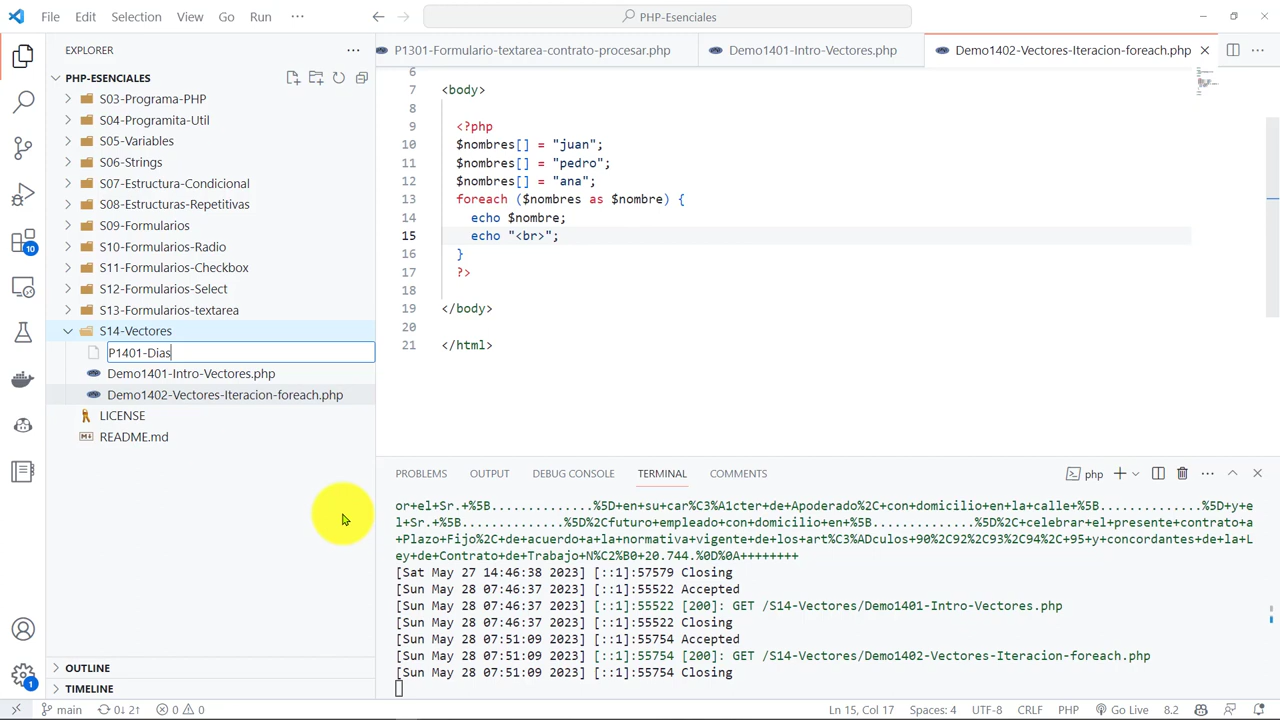 File Edit Selection View Go Run ··· PHP-Esenciales
EXPLORER ···
PHP-ESENCIALES
S03-Programa-PHP
S04-Programita-Util
S05-Variables
S06-Strings
S07-Estructura-Condicional
S08-Estructuras-Repetitivas
S09-Formularios
S10-Formularios-Radio
S11-Formularios-Checkbox
S12-Formularios-Select
S13-Formularios-textarea
S14-Vectores
P1401-Dias
Demo1401-Intro-Vectores.php
Demo1402-Vectores-Iteracion-foreach.php
LICENSE
README.md
OUTLINE
TIMELINE
10
1
P1301-Formulario-textarea-contrato-procesar.php Demo1401-Intro-Vectores.php Demo1402-Vectores-Iteracion-foreach.php
6
7 <body>
8
9 <?php
10 $nombres[] = "juan";
11 $nombres[] = "pedro";
12 $nombres[] = "ana";
13 foreach ($nombres as $nombre) {
14 echo $nombre;
15 echo "<br>";
16 }
17 ?>
18
19 </body>
20
21 </html>
PROBLEMS OUTPUT DEBUG CONSOLE TERMINAL COMMENTS php
or+el+Sr.+%5B..............%5D+en+su+car%C3%A1cter+de+Apoderado%2C+con+domicilio+en+la+calle+%5B..............%5D+y+e
l+Sr.+%5B..............%5D%2Cfuturo+empleado+con+domicilio+en+%5B..............%5D%2C+celebrar+el+presente+contrato+a
+Plazo+Fijo%2C+de+acuerdo+a+la+normativa+vigente+de+los+art%C3%ADculos+90%2C92%2C93%2C94%2C+95+y+concordantes+de+la+L
ey+de+Contrato+de+Trabajo+N%C2%B0+20.744.%0D%0A++++++++
[Sat May 27 14:46:38 2023] [::1]:57579 Closing
[Sun May 28 07:46:37 2023] [::1]:55522 Accepted
[Sun May 28 07:46:37 2023] [::1]:55522 [200]: GET /S14-Vectores/Demo1401-Intro-Vectores.php
[Sun May 28 07:46:37 2023] [::1]:55522 Closing
[Sun May 28 07:51:09 2023] [::1]:55754 Accepted
[Sun May 28 07:51:09 2023] [::1]:55754 [200]: GET /S14-Vectores/Demo1402-Vectores-Iteracion-foreach.php
[Sun May 28 07:51:09 2023] [::1]:55754 Closing
main 0↓ 2↑ 0 0 Ln 15, Col 17 Spaces: 4 UTF-8 CRLF PHP Go Live 8.2